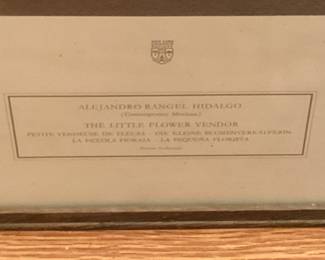 ALEJANDRO RANGEL HIDALGO
(Contemporary Mexican)
THE LITTLE FLOWER VENDOR
PETITE VENDEUSE DE FLEURS · DIE KLEINE BLUMENVERKÄUFERIN
LA PICCOLA FIORAIA · LA PEQUEÑA FLORISTA